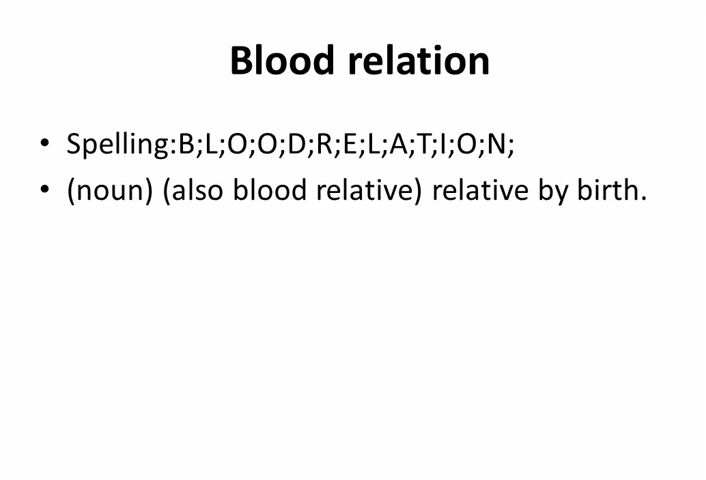 Blood relation
• Spelling:B;L;O;O;D;R;E;L;A;T;I;O;N;
• (noun) (also blood relative) relative by birth.